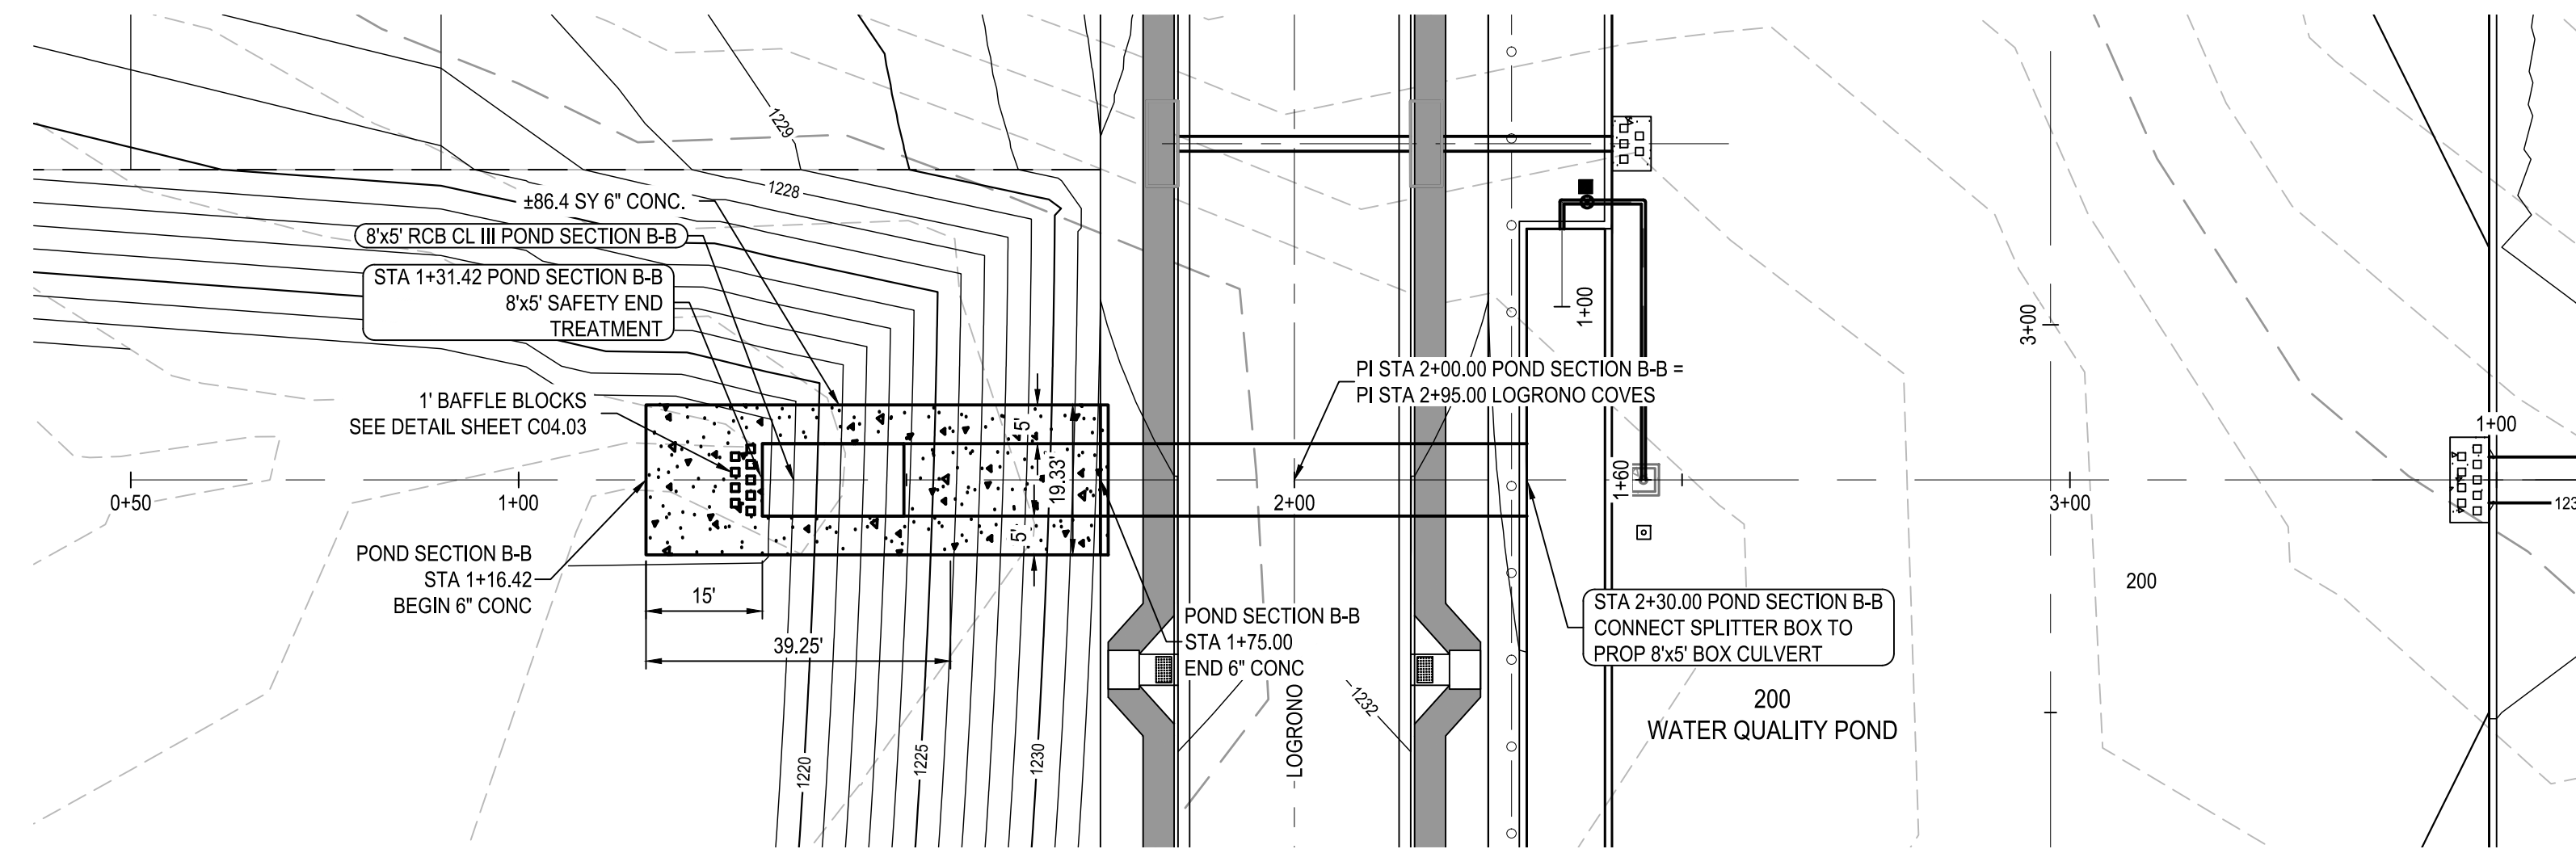 1229
1228
±86.4 SY 6" CONC.
8'x5' RCB CL III POND SECTION B-B
STA 1+31.42 POND SECTION B-B
8'x5' SAFETY END
TREATMENT
1' BAFFLE BLOCKS
SEE DETAIL SHEET C04.03
0+50
1+00
POND SECTION B-B
STA 1+16.42
BEGIN 6" CONC
15'
39.25'
5'
19.33'
5'
1220
1225
1230
POND SECTION B-B
STA 1+75.00
END 6" CONC
LOGRONO
2+00
1232
PI STA 2+00.00 POND SECTION B-B =
PI STA 2+95.00 LOGRONO COVES
1+00
1+60
STA 2+30.00 POND SECTION B-B
CONNECT SPLITTER BOX TO
PROP 8'x5' BOX CULVERT
200
WATER QUALITY POND
3+00
3+00
200
1+00